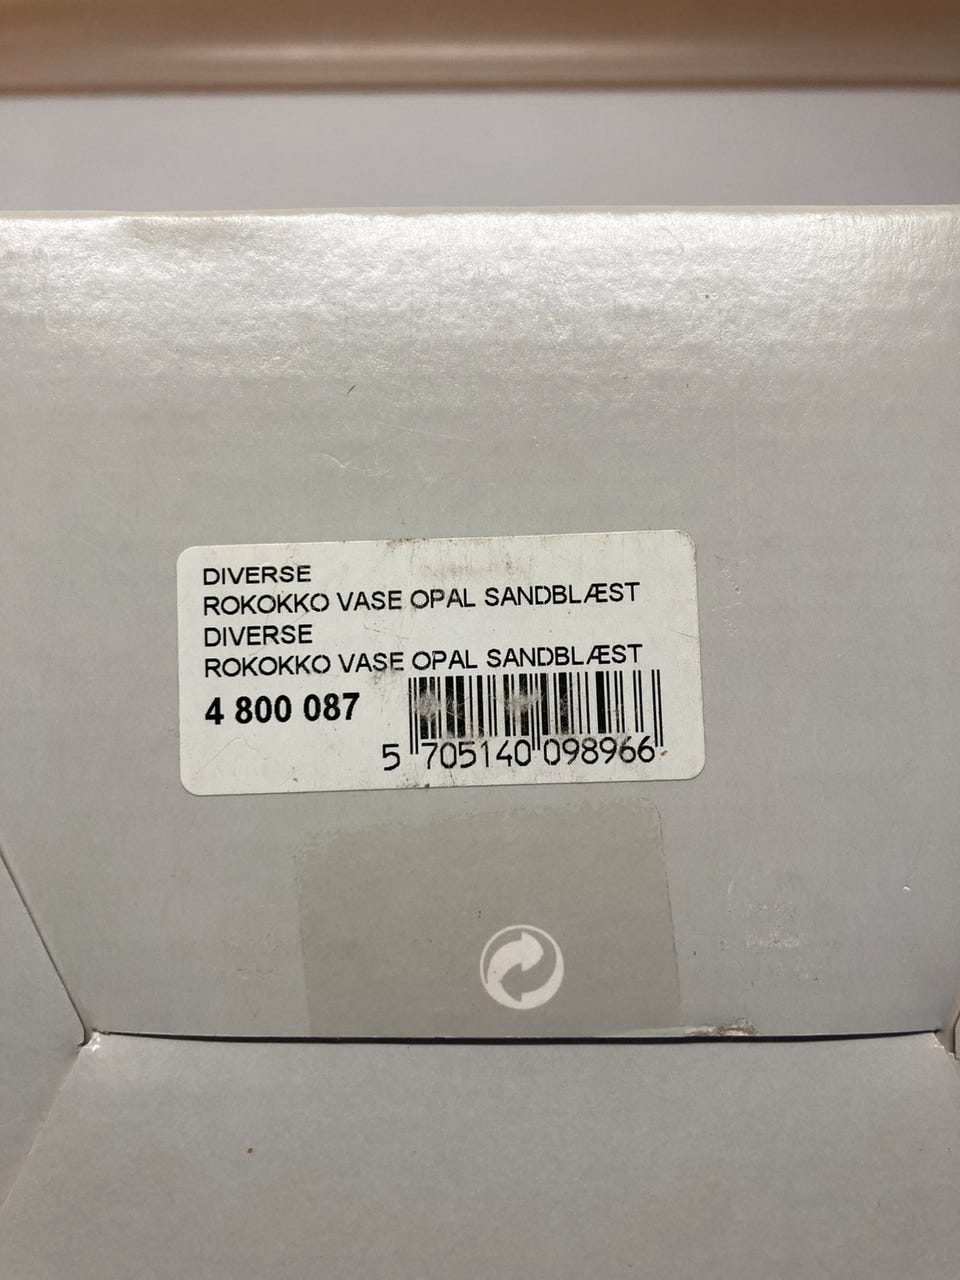 DIVERSE
ROKOKKO VASE OPAL SANDBLÆST
DIVERSE
ROKOKKO VASE OPAL SANDBLÆST
4 800 087
5 705140 098966